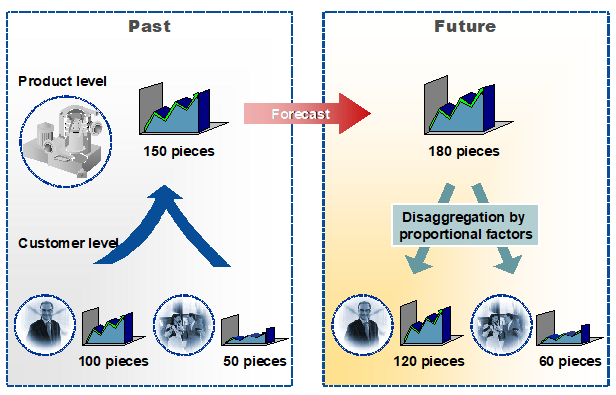 Past
Future
Product level
150 pieces
Forecast
180 pieces
Customer level
Disaggregation by
proportional factors
100 pieces
50 pieces
120 pieces
60 pieces